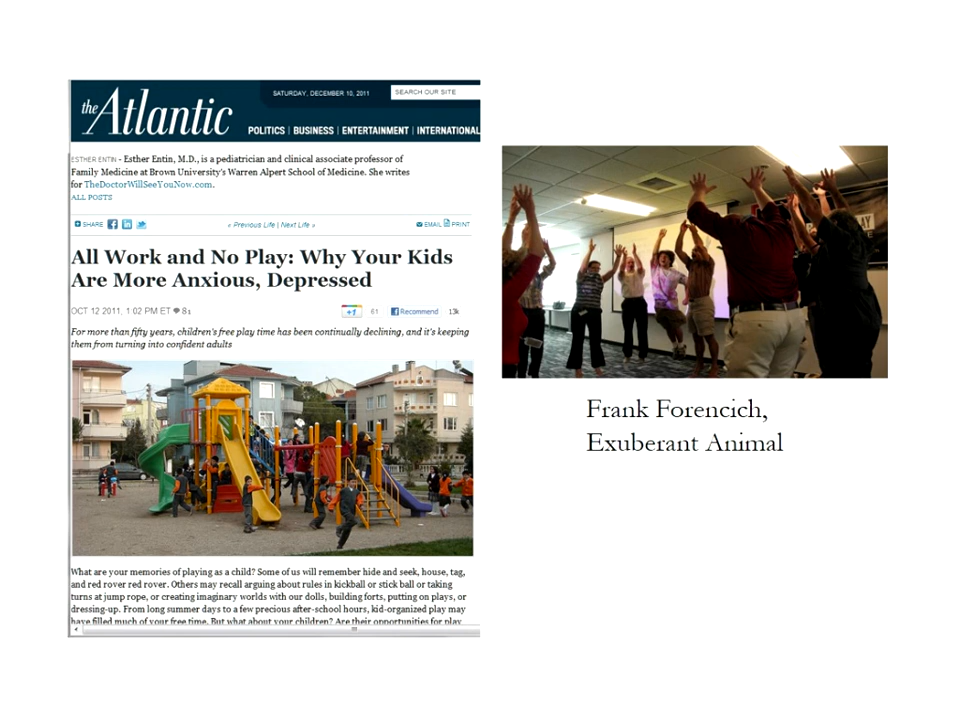 the Atlantic
SATURDAY, DECEMBER 10, 2011
SEARCH OUR SITE
POLITICS | BUSINESS | ENTERTAINMENT | INTERNATIONAL
ESTHER ENTIN - Esther Entin, M.D., is a pediatrician and clinical associate professor of
Family Medicine at Brown University's Warren Alpert School of Medicine. She writes
for TheDoctorWillSeeYouNow.com.
ALL POSTS
SHARE
« Previous Life | Next Life »
EMAIL PRINT
All Work and No Play: Why Your Kids
Are More Anxious, Depressed
OCT 12 2011, 1:02 PM ET 81
+1 61 Recommend 13k
For more than fifty years, children's free play time has been continually declining, and it's keeping
them from turning into confident adults
What are your memories of playing as a child? Some of us will remember hide and seek, house, tag,
and red rover red rover. Others may recall arguing about rules in kickball or stick ball or taking
turns at jump rope, or creating imaginary worlds with our dolls, building forts, putting on plays, or
dressing-up. From long summer days to a few precious after-school hours, kid-organized play may
have filled much of your free time. But what about your children? Are their opportunities for play
Frank Forencich,
Exuberant Animal